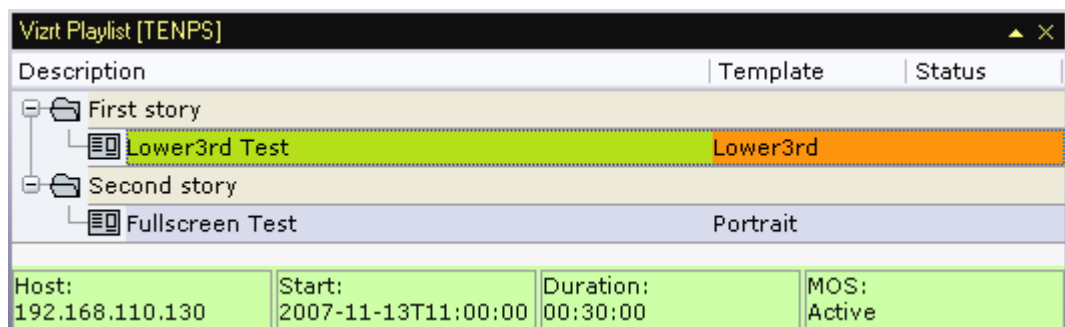 Vizrt Playlist [TENPS]
Description Template Status
First story
Lower3rd Test Lower3rd
Second story
Fullscreen Test Portrait
Host: Start: Duration: MOS:
192.168.110.130 2007-11-13T11:00:00 00:30:00 Active